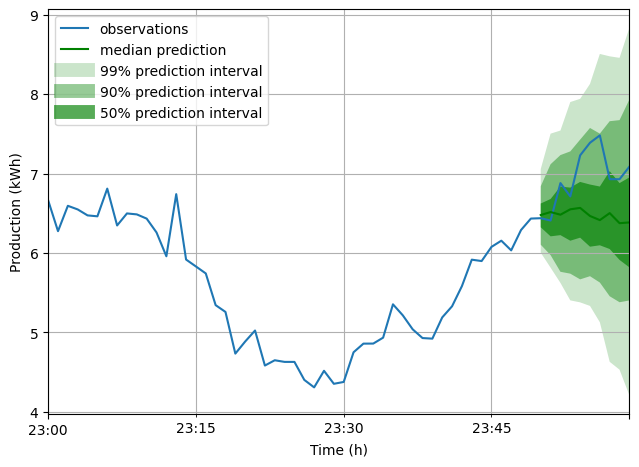 9
8
7
6
5
4
Production (kWh)
observations
median prediction
99% prediction interval
90% prediction interval
50% prediction interval
23:00
23:15
23:30
23:45
Time (h)